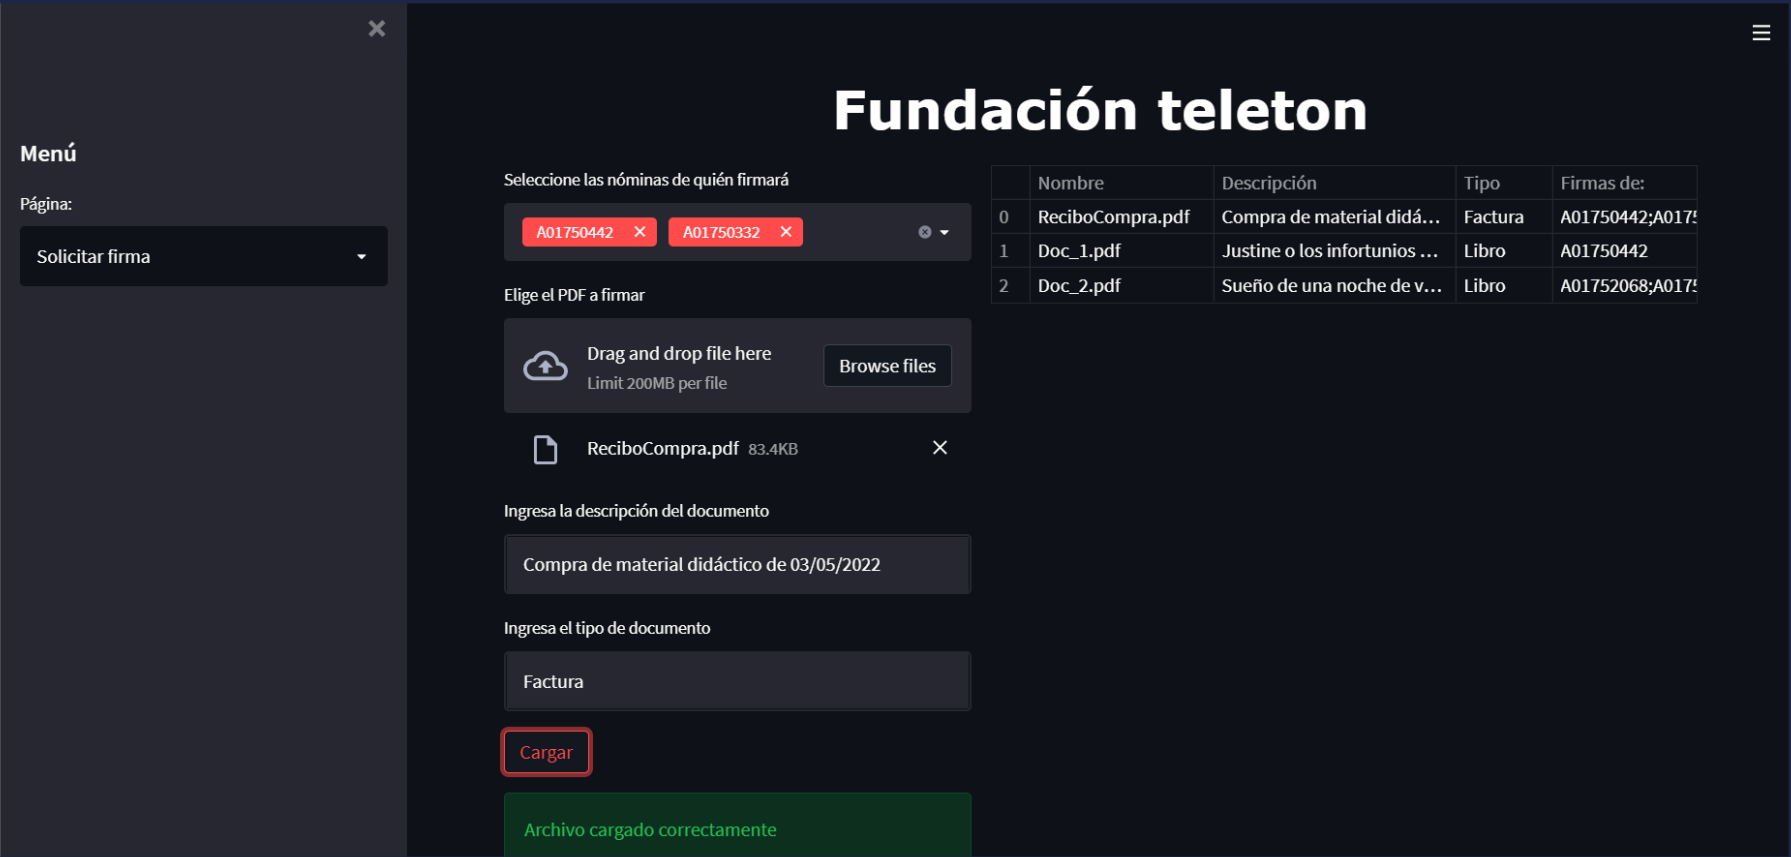 Menú
Página:
Solicitar firma
Fundación teleton
Seleccione las nóminas de quién firmará
A01750442
A01750332
Elige el PDF a firmar
Drag and drop file here
Limit 200MB per file
Browse files
ReciboCompra.pdf 83.4KB
Ingresa la descripción del documento
Compra de material didáctico de 03/05/2022
Ingresa el tipo de documento
Factura
Cargar
Archivo cargado correctamente
Nombre Descripción Tipo Firmas de:
0 ReciboCompra.pdf Compra de material didá... Factura A01750442;A0175
1 Doc_1.pdf Justine o los infortunios ... Libro A01750442
2 Doc_2.pdf Sueño de una noche de v... Libro A01752068;A0175